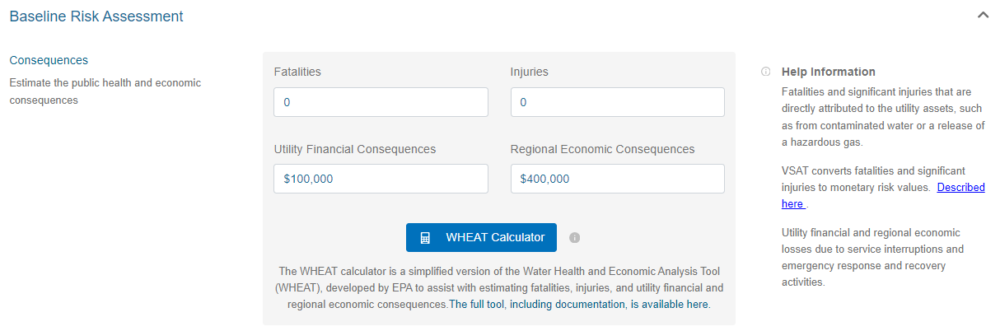 Baseline Risk Assessment
Consequences
Estimate the public health and economic
consequences
Fatalities
Injuries
0
0
Utility Financial Consequences
Regional Economic Consequences
$100,000
$400,000
WHEAT Calculator
The WHEAT calculator is a simplified version of the Water Health and Economic Analysis Tool
(WHEAT), developed by EPA to assist with estimating fatalities, injuries, and utility financial and
regional economic consequences.The full tool, including documentation, is available here.
Help Information
Fatalities and significant injuries that are
directly attributed to the utility assets, such
as from contaminated water or a release of
a hazardous gas.
VSAT converts fatalities and significant
injuries to monetary risk values. Described
here .
Utility financial and regional economic
losses due to service interruptions and
emergency response and recovery
activities.